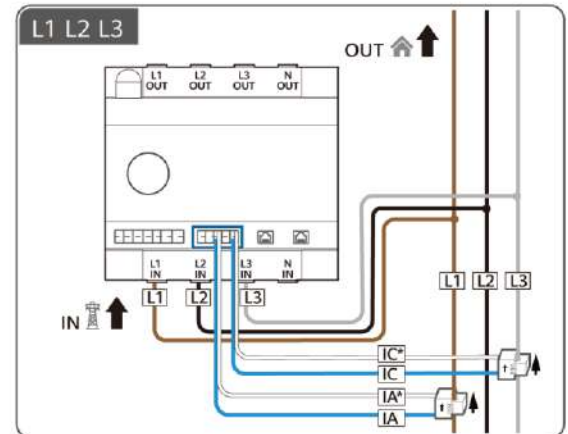 L1 L2 L3
OUT
L1 OUT
L2 OUT
L3 OUT
N OUT
L1 IN
L2 IN
L3 IN
N IN
L1
L2
L3
L1
L2
L3
IN
IC*
IC
IA*
IA